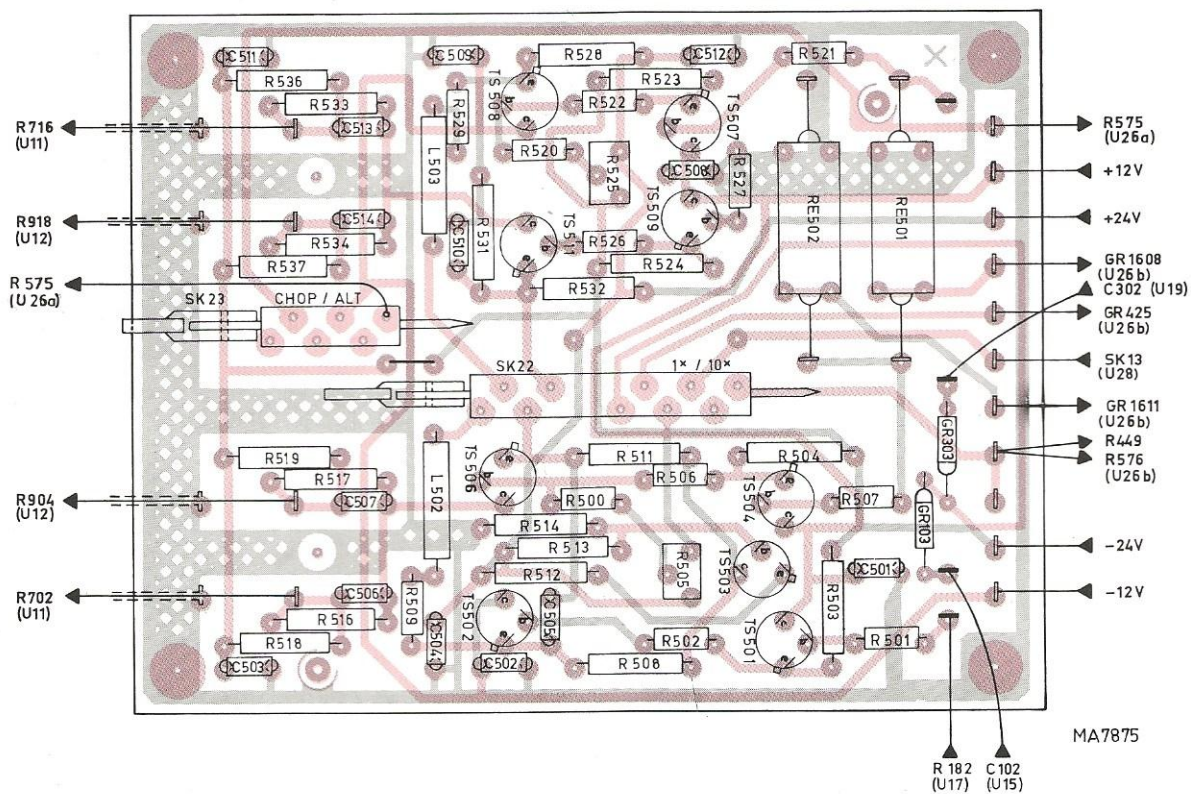 C511
C509
R528
C512
R521
R536
TS508
e
b
c
R523
R533
R522
TS507
R716
(U11)
C513
R529
R575
(U26a)
L503
R520
R525
C508
R527
+12V
R918
(U12)
C514
C510
R531
TS511
TS509
RE502
RE501
+24V
R534
R526
R537
R524
GR1608
(U26b)
R 575
(U 26a)
SK23
CHOP / ALT
R532
C302 (U19)
GR425
(U26b)
SK22
1× / 10×
SK13
(U28)
GR1611
(U26b)
GR303
R449
R576
(U26b)
R519
L502
TS506
R511
R504
R517
R506
TS504
R904
(U12)
C507
R500
R507
R514
GR103
R513
TS503
-24V
R512
R505
C501
R702
(U11)
C506
R509
TS502
C505
R503
-12V
R516
C504
R518
R502
TS501
R501
C503
C502
R508
MA7875
R 182
(U17)
C102
(U15)